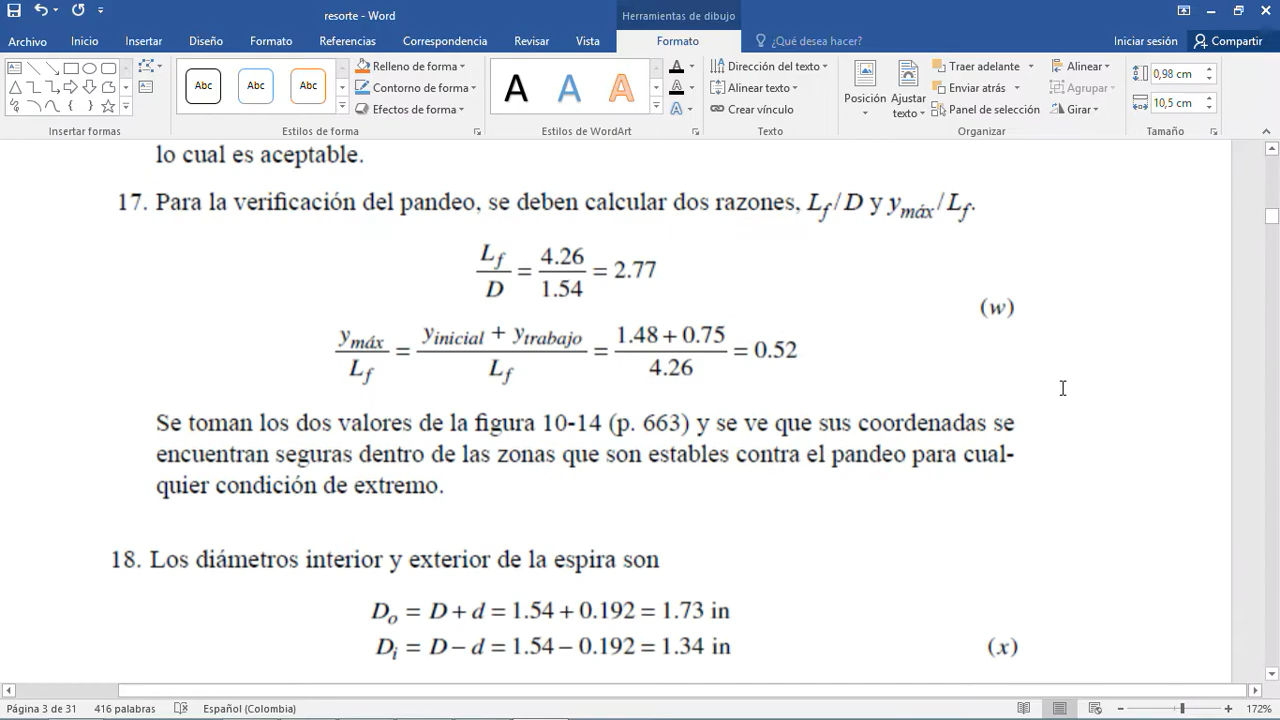 resorte - Word
Herramientas de dibujo
Archivo Inicio Insertar Diseño Formato Referencias Correspondencia Revisar Vista Formato ¿Qué desea hacer? Iniciar sesión Compartir
Abc Abc Abc
Relleno de forma
Contorno de forma
Efectos de forma
A A A
A
A
A
Dirección del texto
Alinear texto
Crear vínculo
Posición
Ajustar texto
Traer adelante
Enviar atrás
Panel de selección
Alinear
Agrupar
Girar
0,98 cm
10,5 cm
Insertar formas Estilos de forma Estilos de WordArt Texto Organizar Tamaño
lo cual es aceptable.
17. Para la verificación del pandeo, se deben calcular dos razones, L_f / D y y_máx / L_f.
L_f / D = 4.26 / 1.54 = 2.77
(w)
y_máx / L_f = (y_inicial + y_trabajo) / L_f = (1.48 + 0.75) / 4.26 = 0.52
Se toman los dos valores de la figura 10-14 (p. 663) y se ve que sus coordenadas se
encuentran seguras dentro de las zonas que son estables contra el pandeo para cual-
quier condición de extremo.
18. Los diámetros interior y exterior de la espira son
D_o = D + d = 1.54 + 0.192 = 1.73 in
D_i = D − d = 1.54 − 0.192 = 1.34 in (x)
Página 3 de 31 416 palabras Español (Colombia) 172%